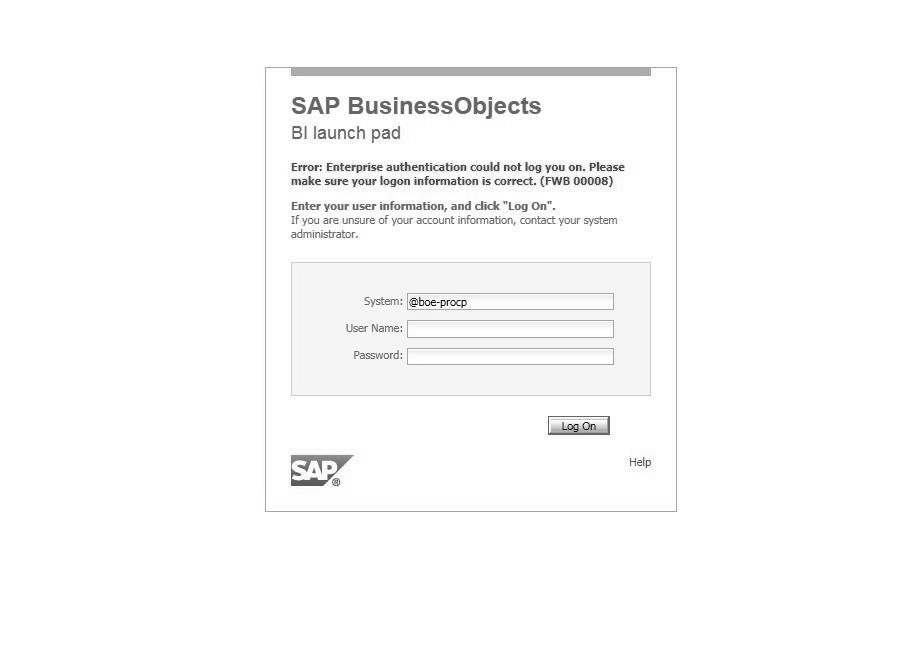 SAP BusinessObjects
BI launch pad
Error: Enterprise authentication could not log you on. Please
make sure your logon information is correct. (FWB 00008)
Enter your user information, and click "Log On".
If you are unsure of your account information, contact your system
administrator.
System: @boe-procp
User Name:
Password:
Log On
SAP®
Help